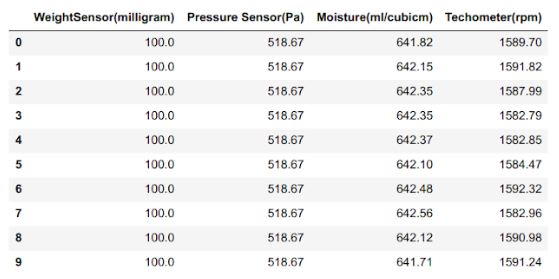 WeightSensor(milligram) Pressure Sensor(Pa) Moisture(ml/cubicm) Techometer(rpm)
0 100.0 518.67 641.82 1589.70
1 100.0 518.67 642.15 1591.82
2 100.0 518.67 642.35 1587.99
3 100.0 518.67 642.35 1582.79
4 100.0 518.67 642.37 1582.85
5 100.0 518.67 642.10 1584.47
6 100.0 518.67 642.48 1592.32
7 100.0 518.67 642.56 1582.96
8 100.0 518.67 642.12 1590.98
9 100.0 518.67 641.71 1591.24